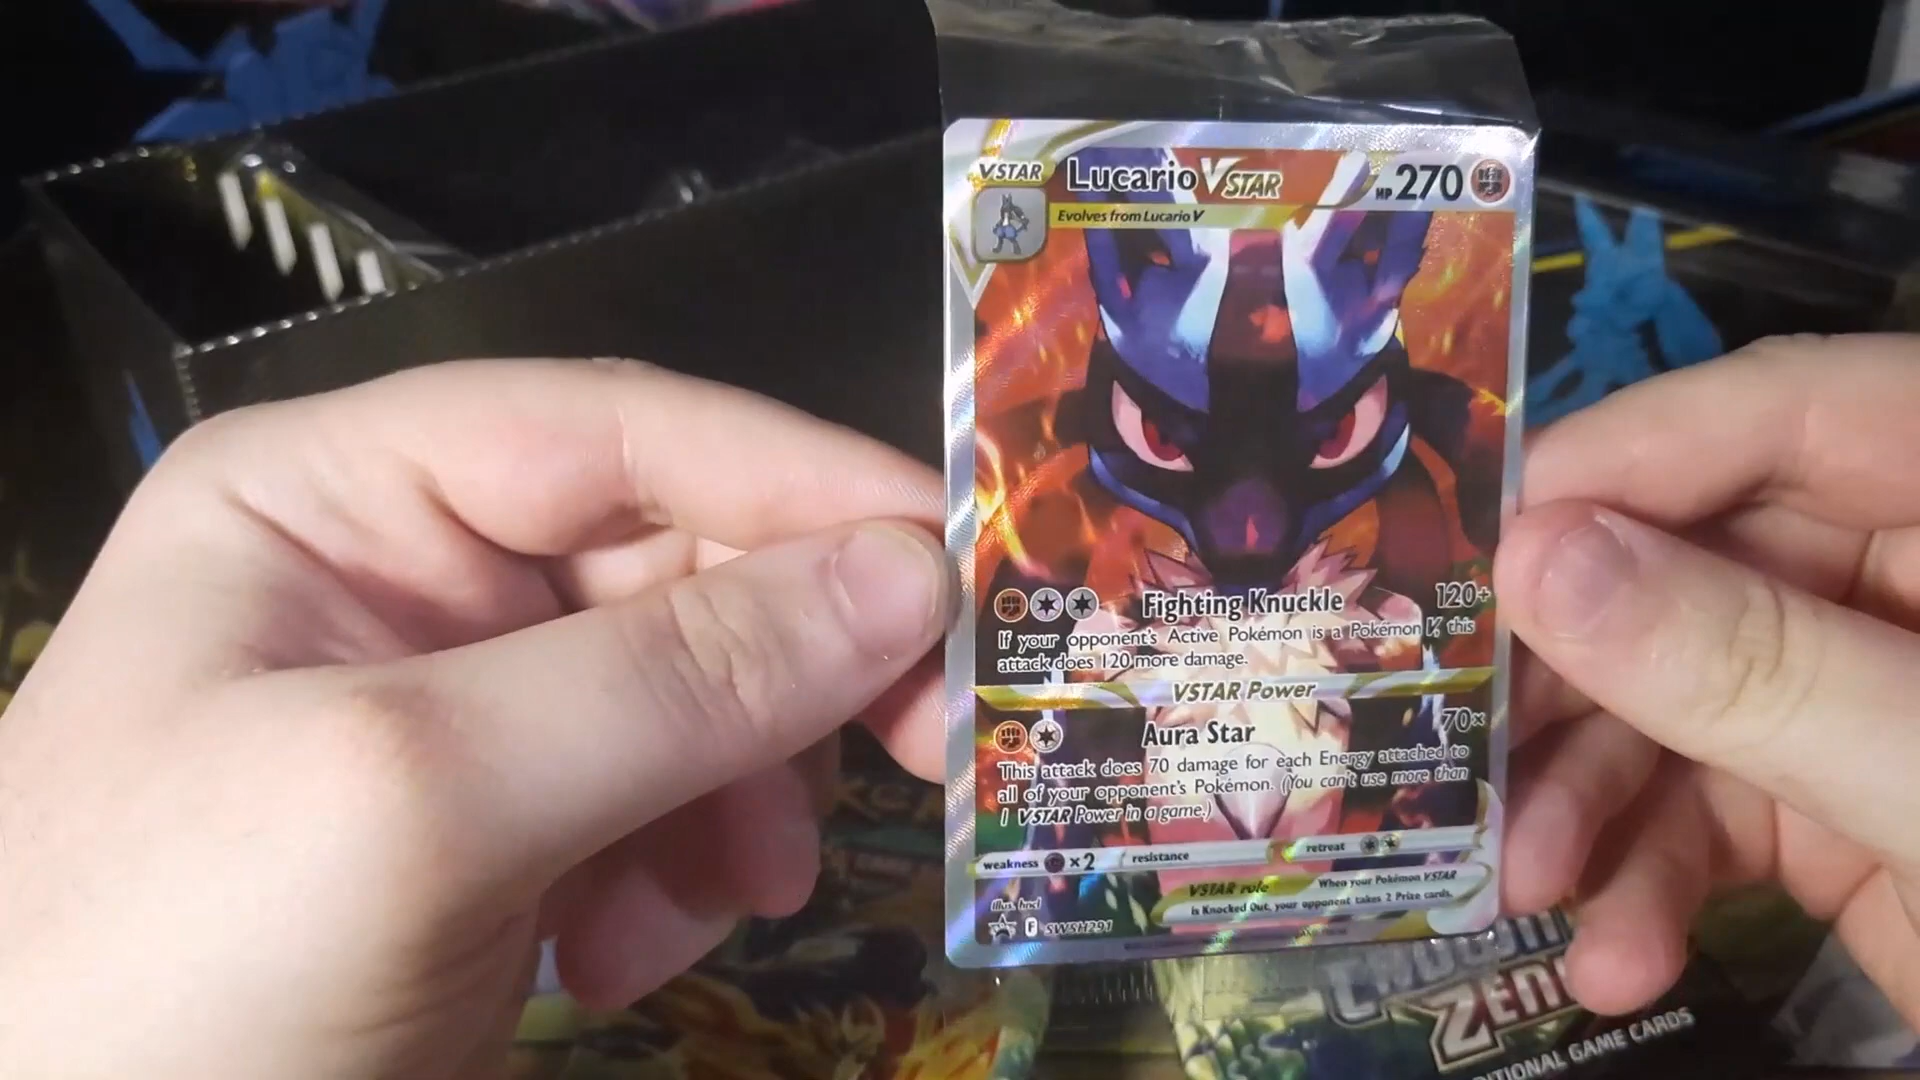 VSTAR Lucario VSTAR HP 270
Evolves from Lucario V
Fighting Knuckle 120+
If your opponent's Active Pokémon is a Pokémon V, this
attack does 120 more damage.
VSTAR Power
Aura Star 70×
This attack does 70 damage for each Energy attached to
all of your opponent's Pokémon. (You can't use more than
1 VSTAR Power in a game.)
weakness ×2 resistance retreat
VSTAR rule When your Pokémon VSTAR
is Knocked Out, your opponent takes 2 Prize cards.
Illus. hncl
F SWSH291
ZENI
ITIONAL GAME CARDS